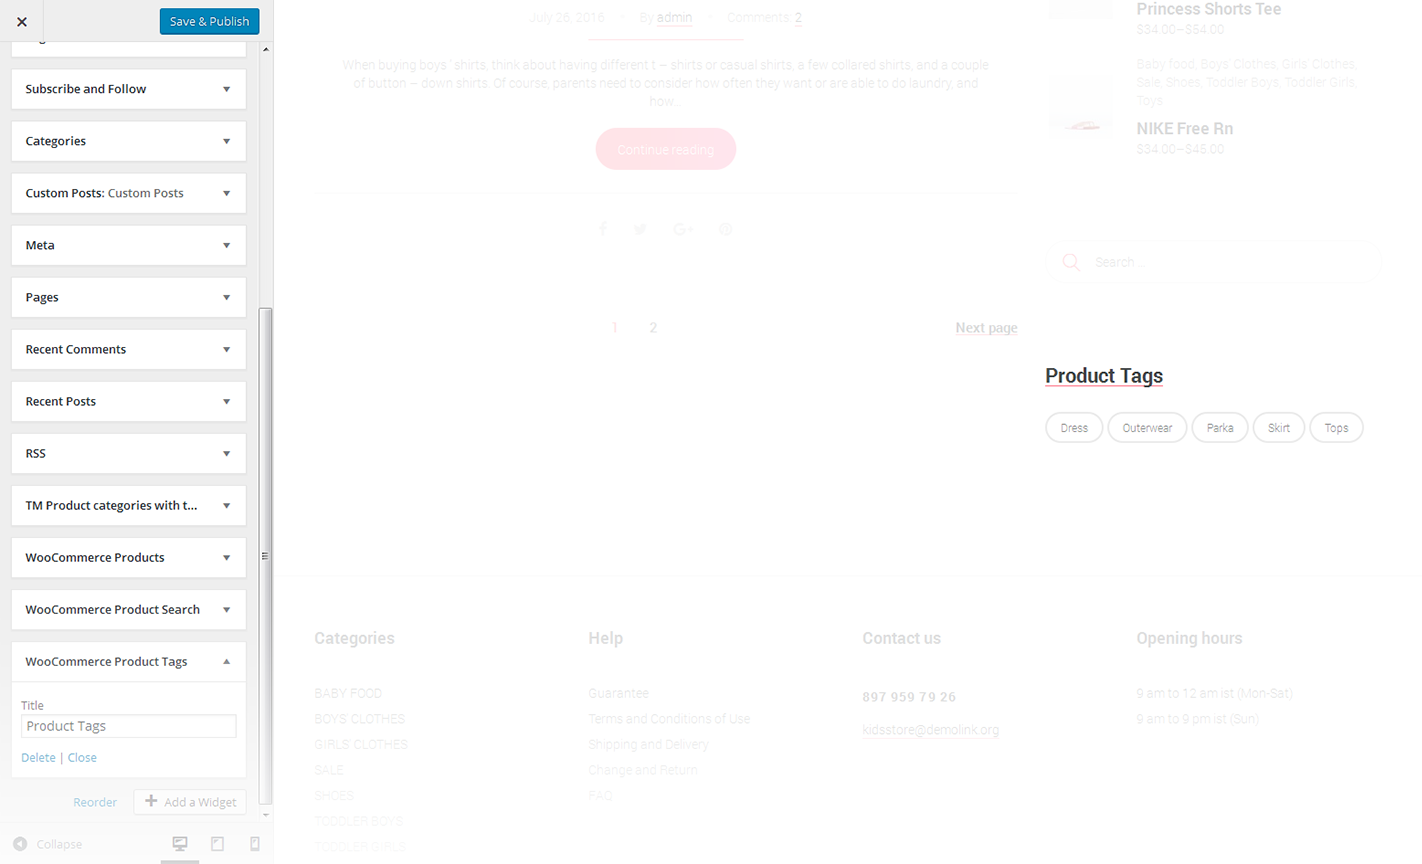 Save & Publish
Subscribe and Follow
Categories
Custom Posts: Custom Posts
Meta
Pages
Recent Comments
Recent Posts
RSS
TM Product categories with t...
WooCommerce Products
WooCommerce Product Search
WooCommerce Product Tags
Title
Product Tags
Delete | Close
Reorder
Add a Widget
Collapse
July 26, 2016
By admin
Comments: 2
When buying boys` shirts, think about having different t – shirts or casual shirts, a few collared shirts, and a couple
of button – down shirts. Of course, parents need to consider how often they want or are able to do laundry, and
how...
Continue reading
1 2 Next page
Princess Shorts Tee
$34.00–$54.00
Baby food, Boys' Clothes, Girls' Clothes,
Sale, Shoes, Toddler Boys, Toddler Girls,
Toys
NIKE Free Rn
$34.00–$45.00
Search...
Product Tags
Dress Outerwear Parka Skirt Tops
Categories
BABY FOOD
BOYS' CLOTHES
GIRLS' CLOTHES
SALE
SHOES
TODDLER BOYS
TODDLER GIRLS
Help
Guarantee
Terms and Conditions of Use
Shipping and Delivery
Change and Return
FAQ
Contact us
897 959 79 26
kidsstore@demolink.org
Opening hours
9 am to 12 am ist (Mon-Sat)
9 am to 9 pm ist (Sun)